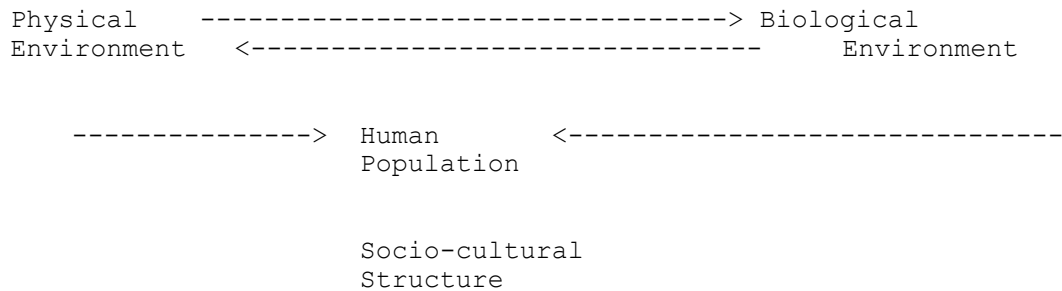 Physical ---------------------------------> Biological
Environment <-------------------------------- Environment
---------------> Human <-------------------------------
Population
Socio-cultural
Structure